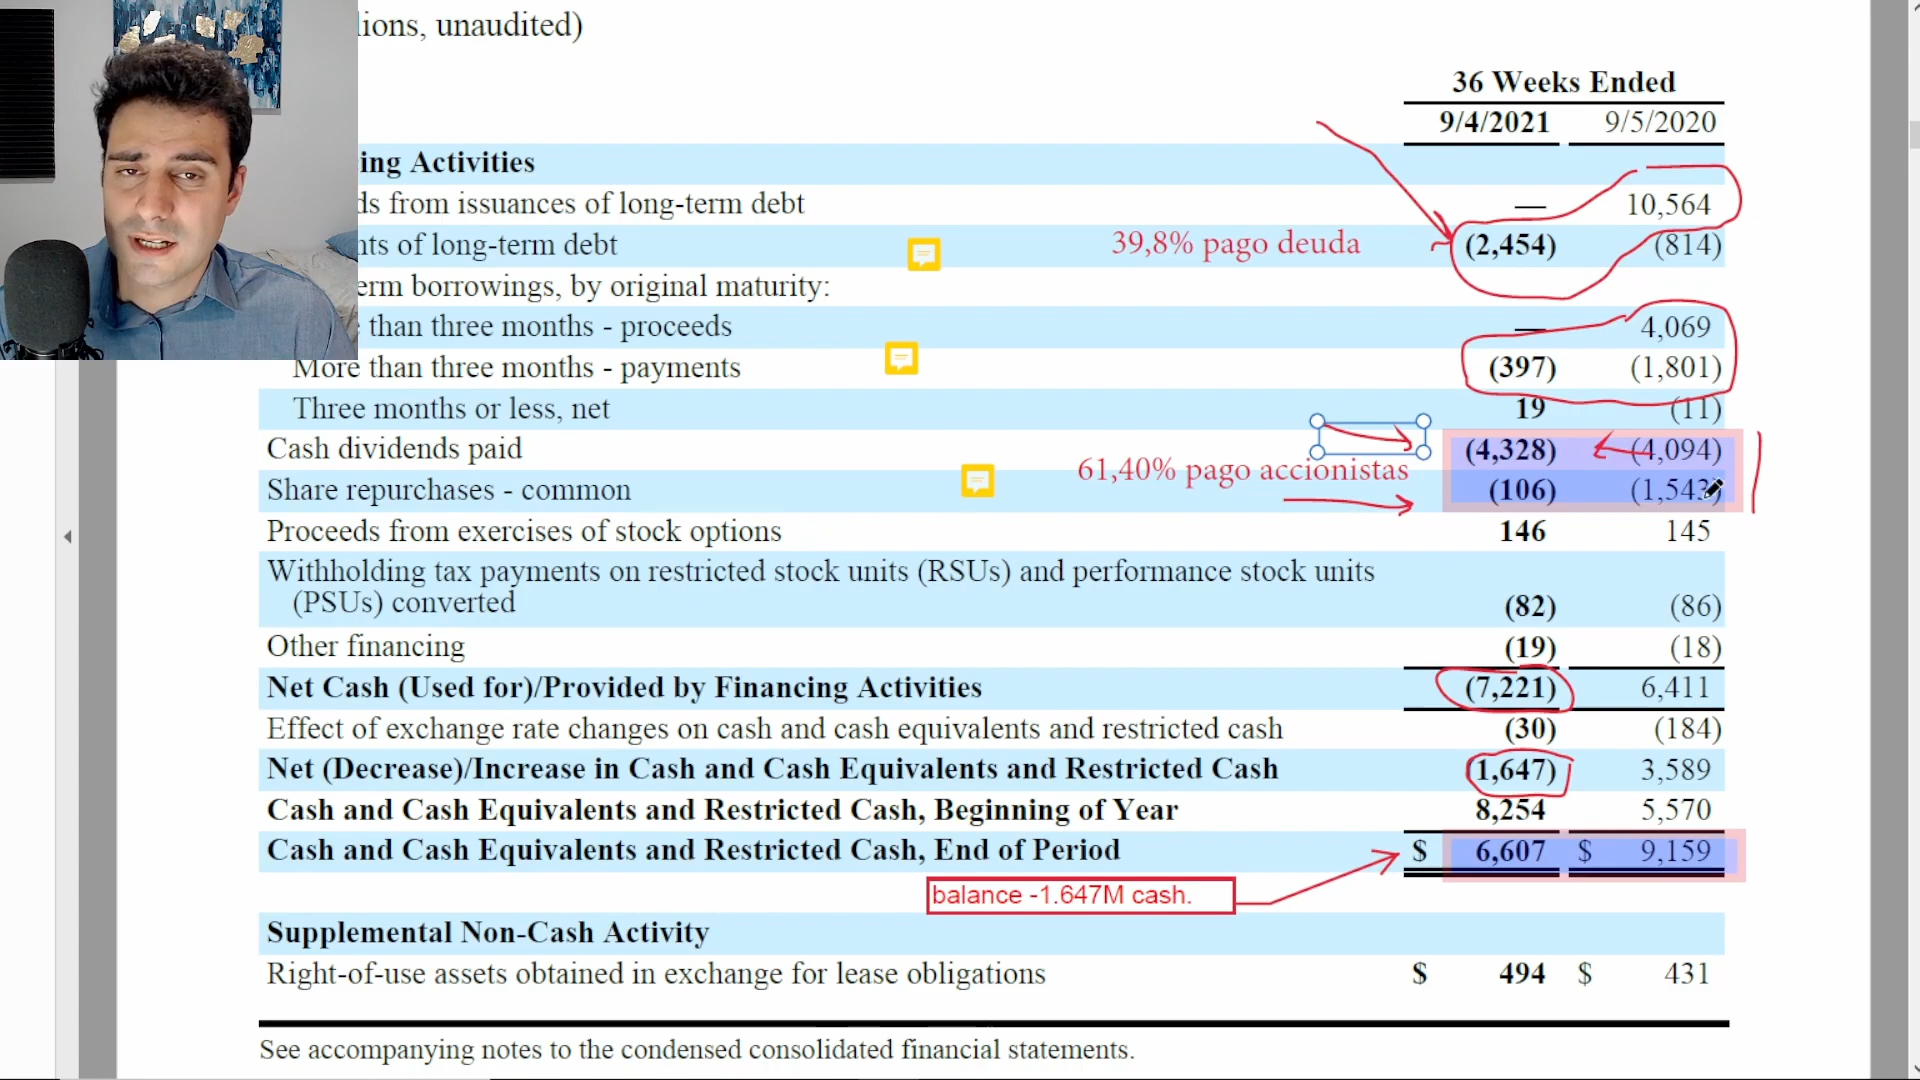 ions, unaudited)
36 Weeks Ended
9/4/2021 9/5/2020
ing Activities
ds from issuances of long-term debt — 10,564
nts of long-term debt 39,8% pago deuda (2,454) (814)
erm borrowings, by original maturity:
than three months - proceeds — 4,069
More than three months - payments (397) (1,801)
Three months or less, net 19 (11)
Cash dividends paid (4,328) (4,094)
61,40% pago accionistas
Share repurchases - common (106) (1,543)
Proceeds from exercises of stock options 146 145
Withholding tax payments on restricted stock units (RSUs) and performance stock units
(PSUs) converted (82) (86)
Other financing (19) (18)
Net Cash (Used for)/Provided by Financing Activities (7,221) 6,411
Effect of exchange rate changes on cash and cash equivalents and restricted cash (30) (184)
Net (Decrease)/Increase in Cash and Cash Equivalents and Restricted Cash (1,647) 3,589
Cash and Cash Equivalents and Restricted Cash, Beginning of Year 8,254 5,570
Cash and Cash Equivalents and Restricted Cash, End of Period $ 6,607 $ 9,159
balance -1.647M cash.
Supplemental Non-Cash Activity
Right-of-use assets obtained in exchange for lease obligations $ 494 $ 431
See accompanying notes to the condensed consolidated financial statements.